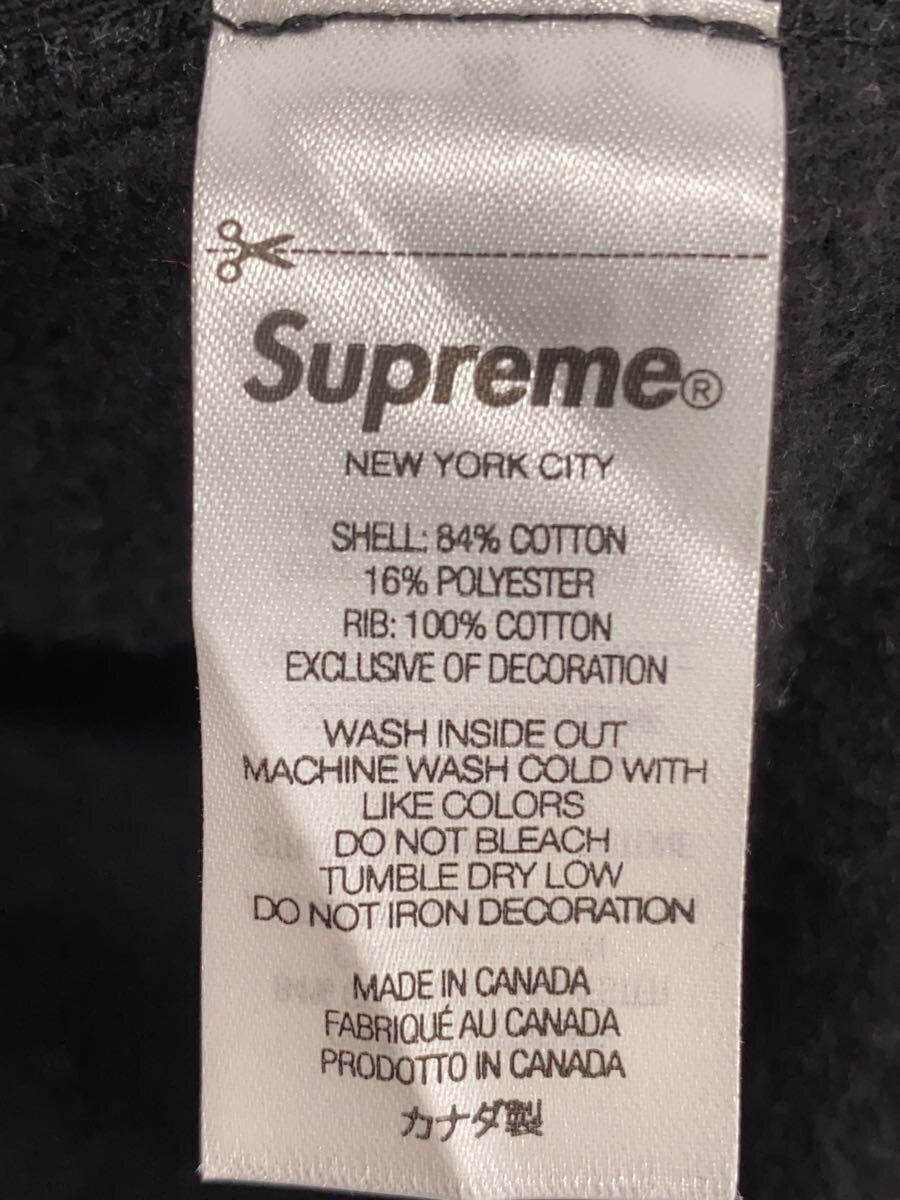 Supreme®
NEW YORK CITY
SHELL: 84% COTTON
16% POLYESTER
RIB: 100% COTTON
EXCLUSIVE OF DECORATION
WASH INSIDE OUT
MACHINE WASH COLD WITH
LIKE COLORS
DO NOT BLEACH
TUMBLE DRY LOW
DO NOT IRON DECORATION
MADE IN CANADA
FABRIQUÉ AU CANADA
PRODOTTO IN CANADA
カナダ製